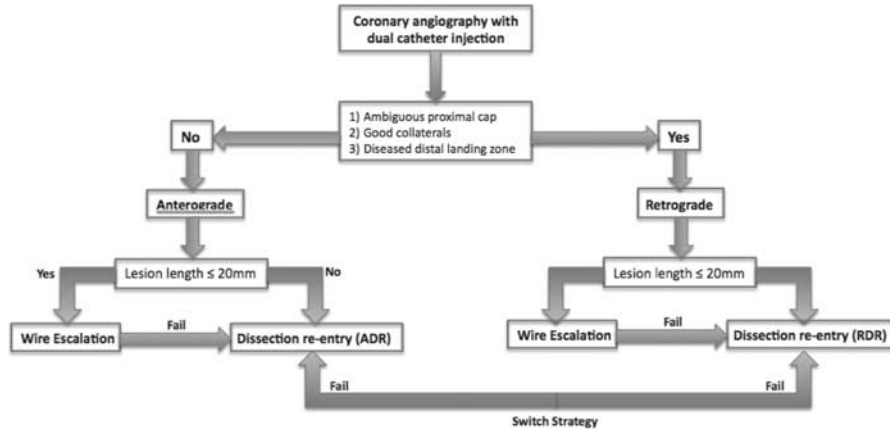 Coronary angiography with
dual catheter injection
1) Ambiguous proximal cap
2) Good collaterals
3) Diseased distal landing zone
No
Yes
Anterograde
Retrograde
Yes
Lesion length ≤ 20mm
No
Lesion length ≤ 20mm
Wire Escalation
Fail
Dissection re-entry (ADR)
Wire Escalation
Fail
Dissection re-entry (RDR)
Fail
Fail
Switch Strategy